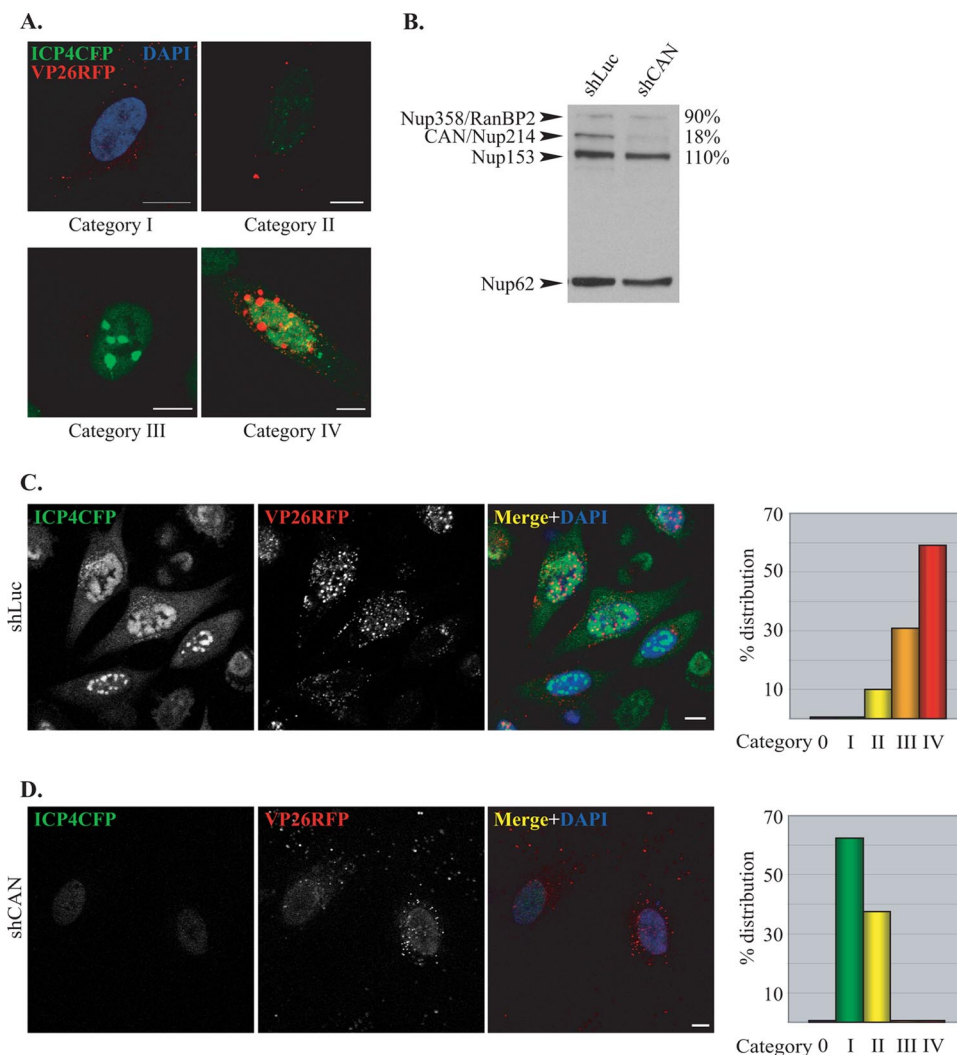 A.
ICP4CFP DAPI
VP26RFP
Category I Category II
Category III Category IV
B.
shLuc shCAN
Nup358/RanBP2 90%
CAN/Nup214 18%
Nup153 110%
Nup62
C.
shLuc
ICP4CFP VP26RFP Merge+DAPI
% distribution
70
50
30
10
Category 0 I II III IV
D.
shCAN
ICP4CFP VP26RFP Merge+DAPI
% distribution
70
50
30
10
Category 0 I II III IV